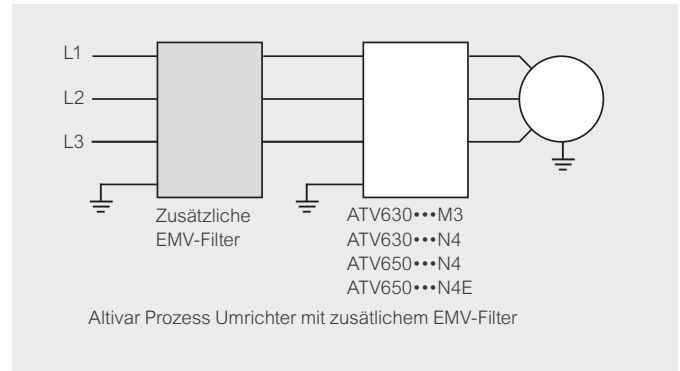 L1
L2
L3
Zusätzliche
EMV-Filter
ATV630•••M3
ATV630•••N4
ATV650•••N4
ATV650•••N4E
Altivar Prozess Umrichter mit zusätlichem EMV-Filter